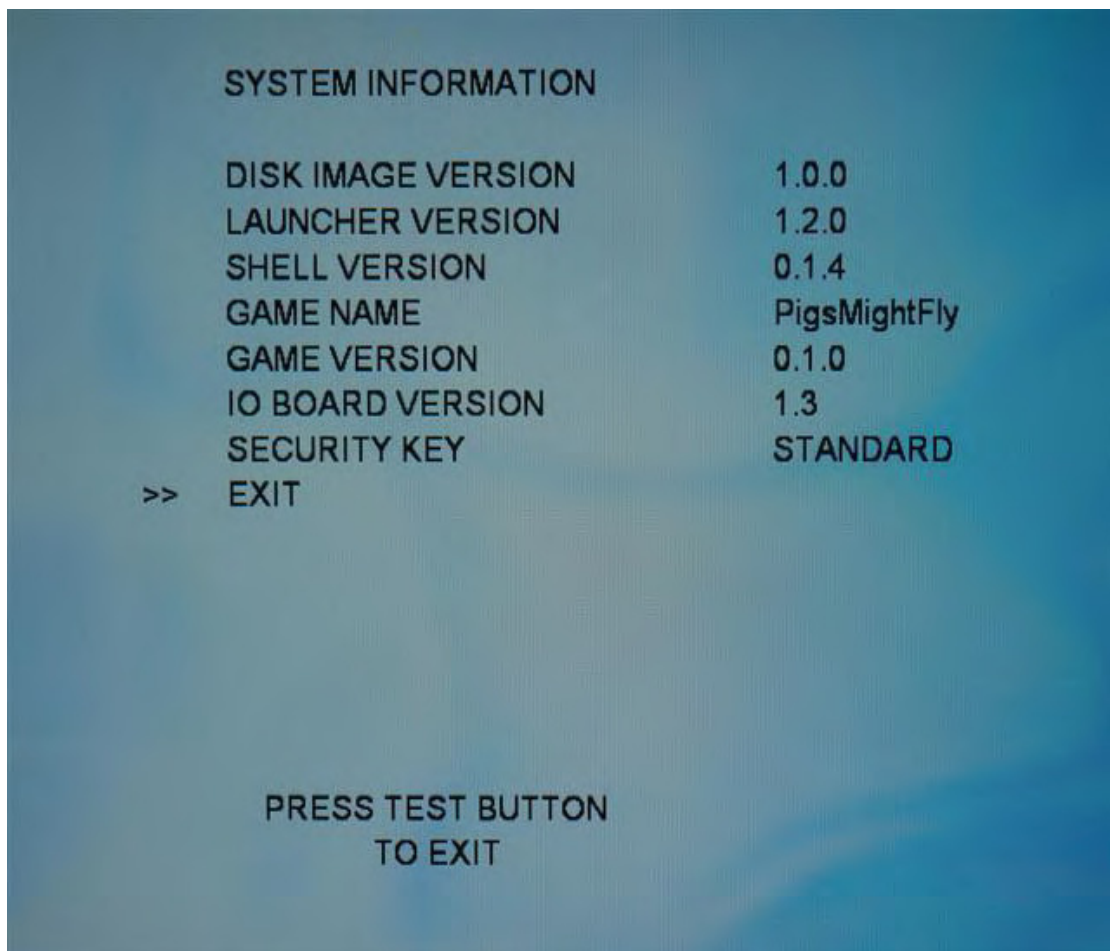 SYSTEM INFORMATION
DISK IMAGE VERSION 1.0.0
LAUNCHER VERSION 1.2.0
SHELL VERSION 0.1.4
GAME NAME PigsMightFly
GAME VERSION 0.1.0
IO BOARD VERSION 1.3
SECURITY KEY STANDARD
>> EXIT
PRESS TEST BUTTON
TO EXIT